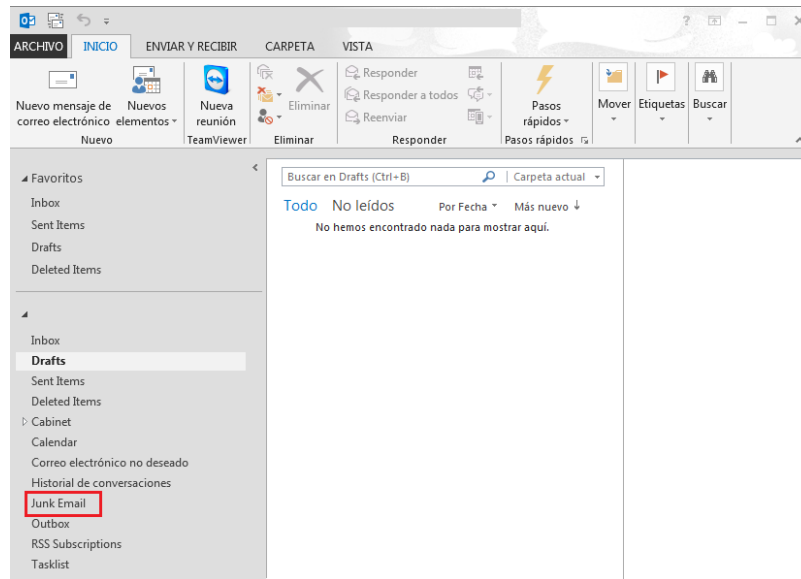 ARCHIVO INICIO ENVIAR Y RECIBIR CARPETA VISTA
Nuevo mensaje de correo electrónico
Nuevos elementos
Nuevo
Nueva reunión
TeamViewer
Eliminar
Eliminar
Responder
Responder a todos
Reenviar
Responder
Pasos rápidos
Pasos rápidos
Mover
Etiquetas
Buscar
Favoritos
Inbox
Sent Items
Drafts
Deleted Items
Inbox
Drafts
Sent Items
Deleted Items
Cabinet
Calendar
Correo electrónico no deseado
Historial de conversaciones
Junk Email
Outbox
RSS Subscriptions
Tasklist
Buscar en Drafts (Ctrl+B) Carpeta actual
Todo No leídos Por Fecha Más nuevo
No hemos encontrado nada para mostrar aquí.